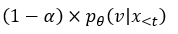 (1 − α) × p_θ(v|x_{<t})